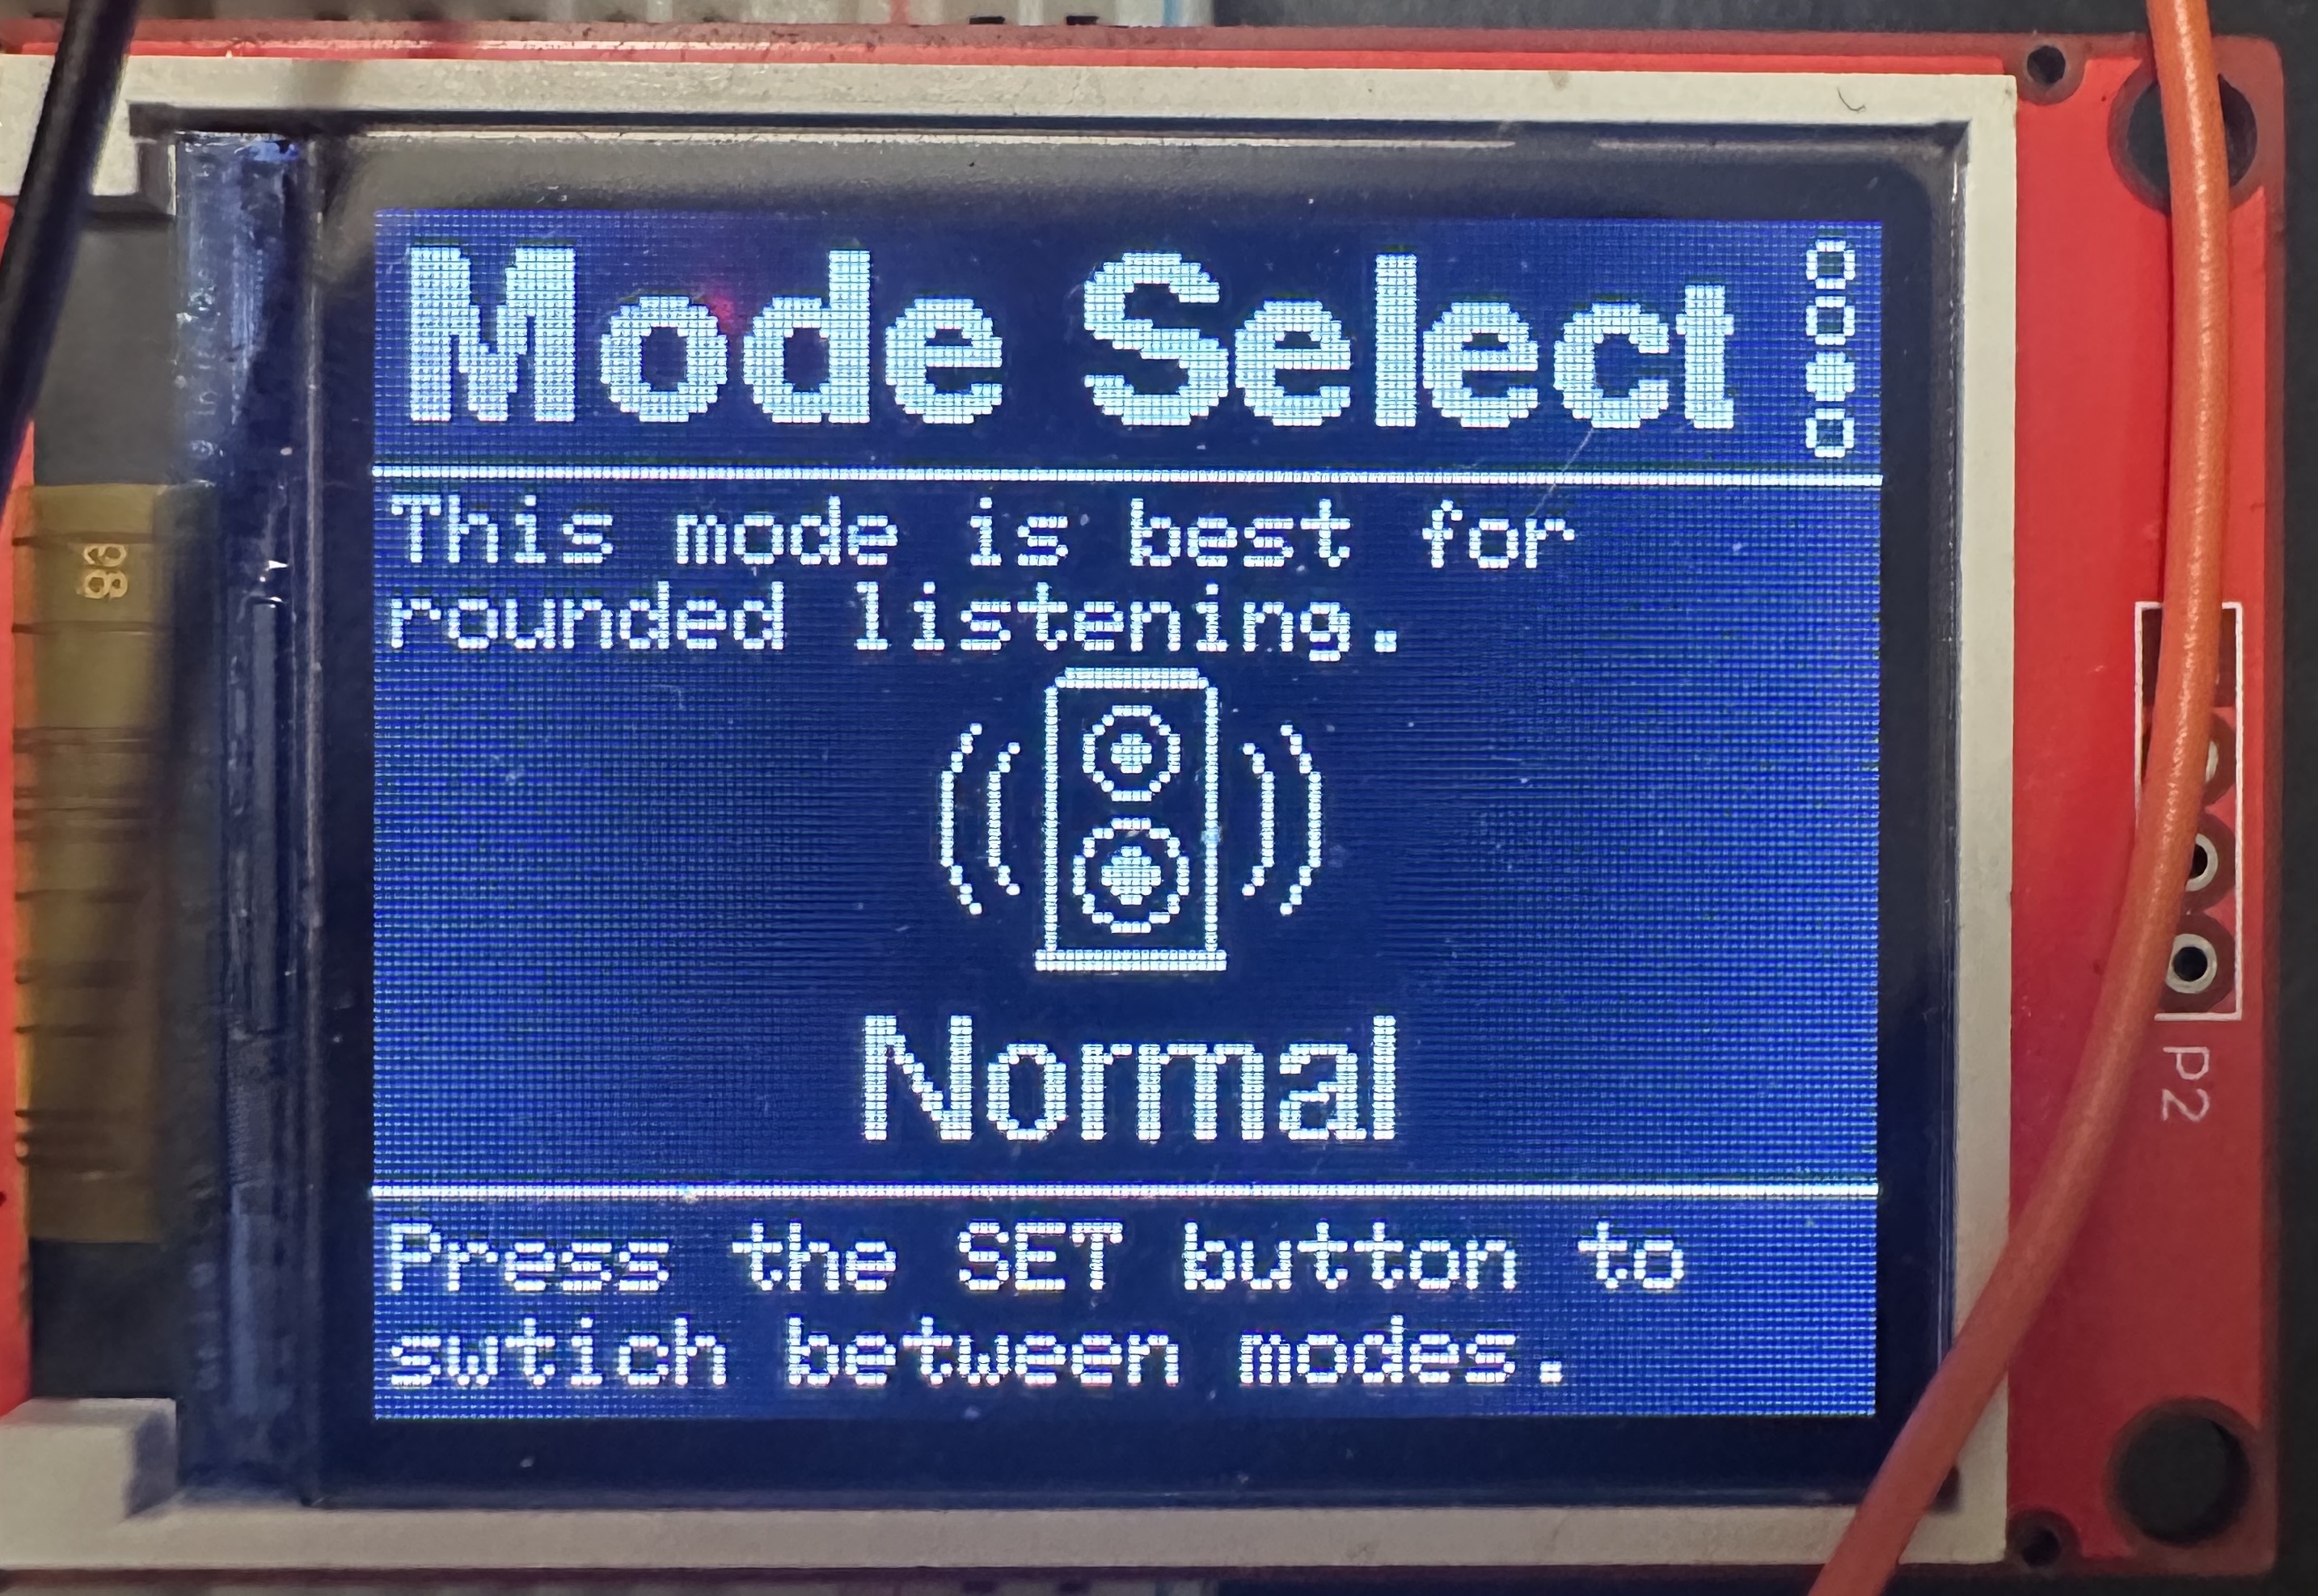 Mode Select
This mode is best for
rounded listening.
Normal
Press the SET button to
swtich between modes.
98
P2